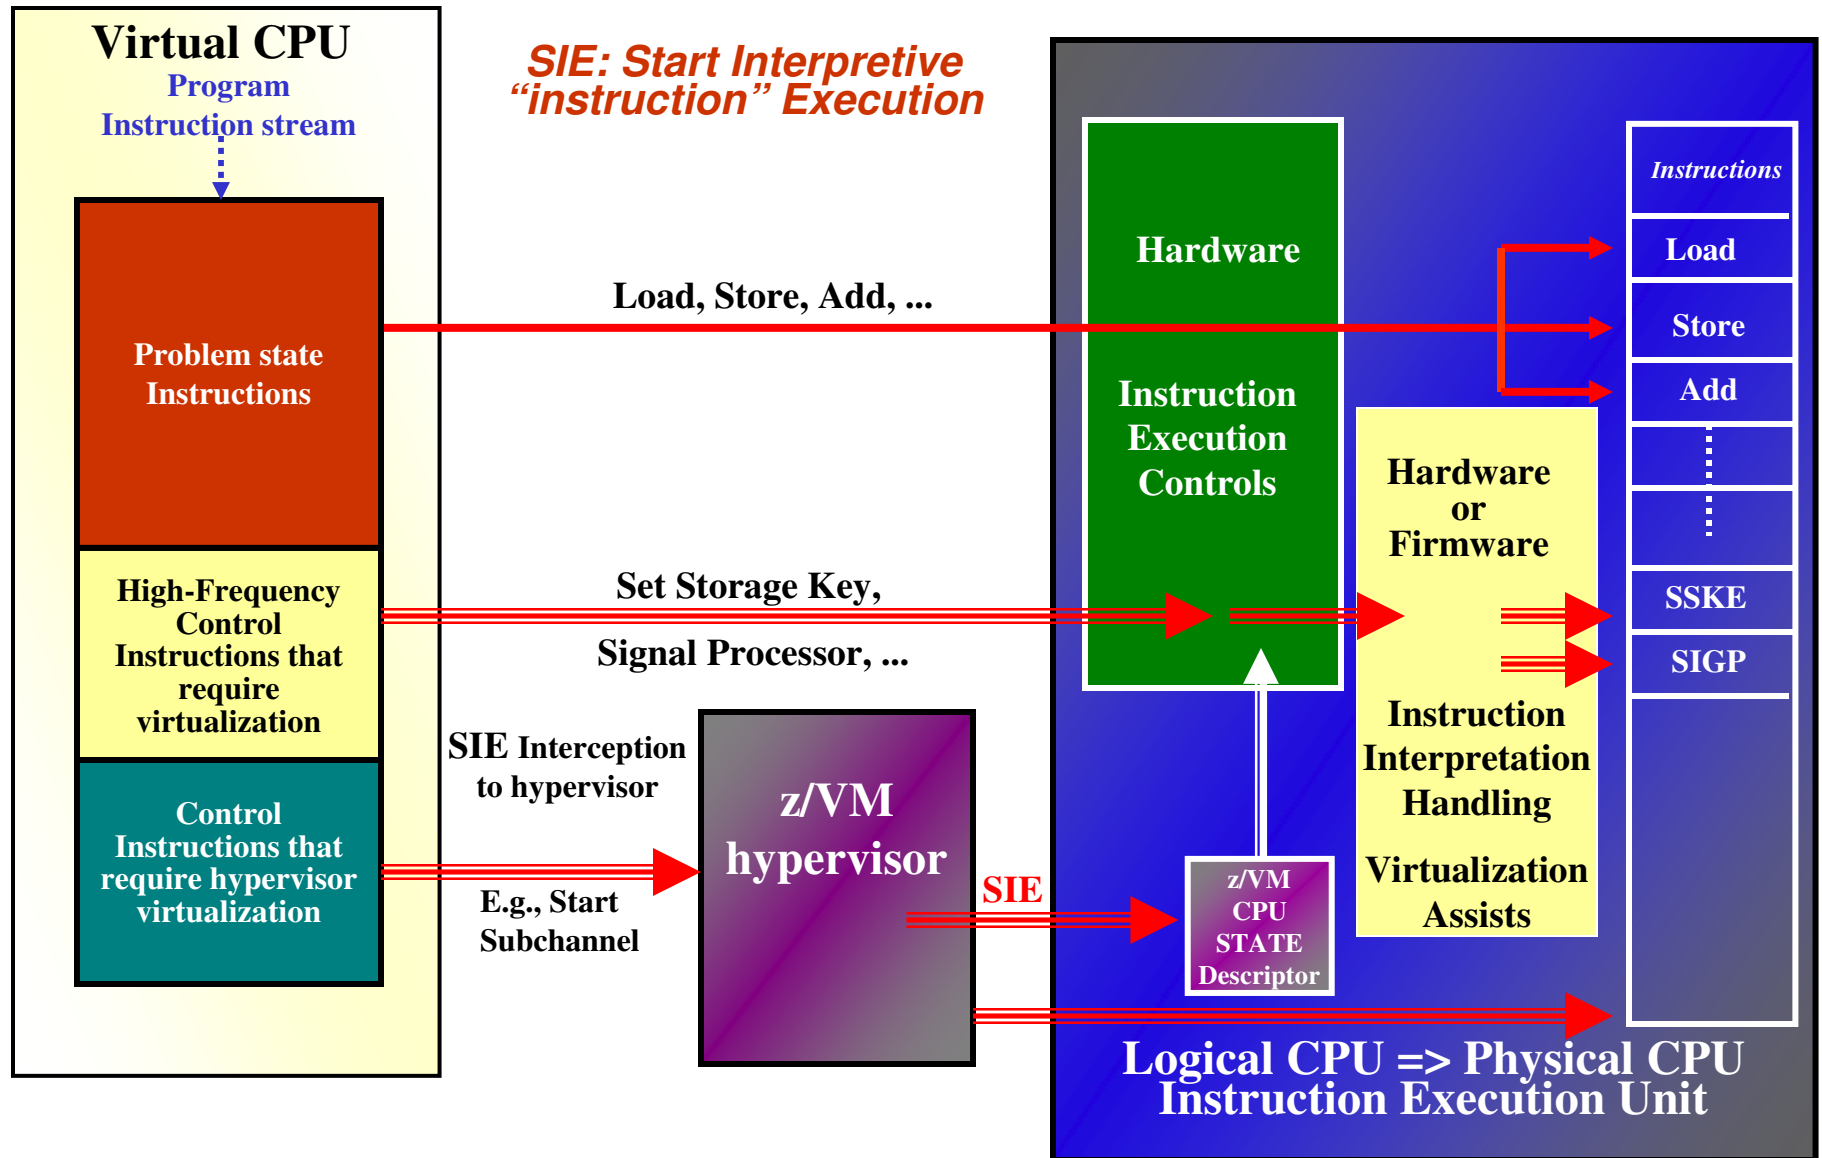 Virtual CPU
Program
Instruction stream
Problem state
Instructions
High-Frequency
Control
Instructions that
require
virtualization
Control
Instructions that
require hypervisor
virtualization
SIE: Start Interpretive
“instruction” Execution
Load, Store, Add, ...
Set Storage Key,
Signal Processor, ...
SIE Interception
to hypervisor
E.g., Start
Subchannel
z/VM
hypervisor
SIE
Hardware
Instruction
Execution
Controls
z/VM
CPU
STATE
Descriptor
Hardware
or
Firmware
Instruction
Interpretation
Handling
Virtualization
Assists
Instructions
Load
Store
Add
SSKE
SIGP
Logical CPU => Physical CPU
Instruction Execution Unit